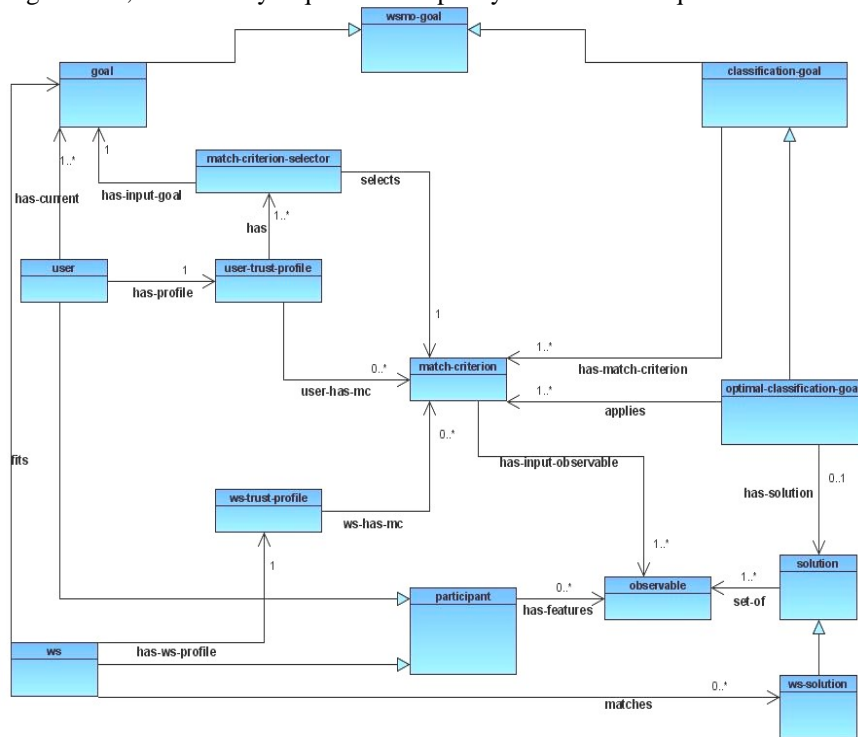 wsmo-goal
goal
classification-goal
1
1..*
match-criterion-selector
selects
has-input-goal
has-current
1..*
has
user
1
user-trust-profile
has-profile
1
0..*
1..*
match-criterion
has-match-criterion
user-has-mc
1..*
optimal-classification-goal
applies
0..*
fits
has-input-observable
0..1
ws-trust-profile
has-solution
ws-has-mc
1..*
1
solution
participant
0..*
observable
1..*
has-features
set-of
ws
has-ws-profile
0..*
ws-solution
matches